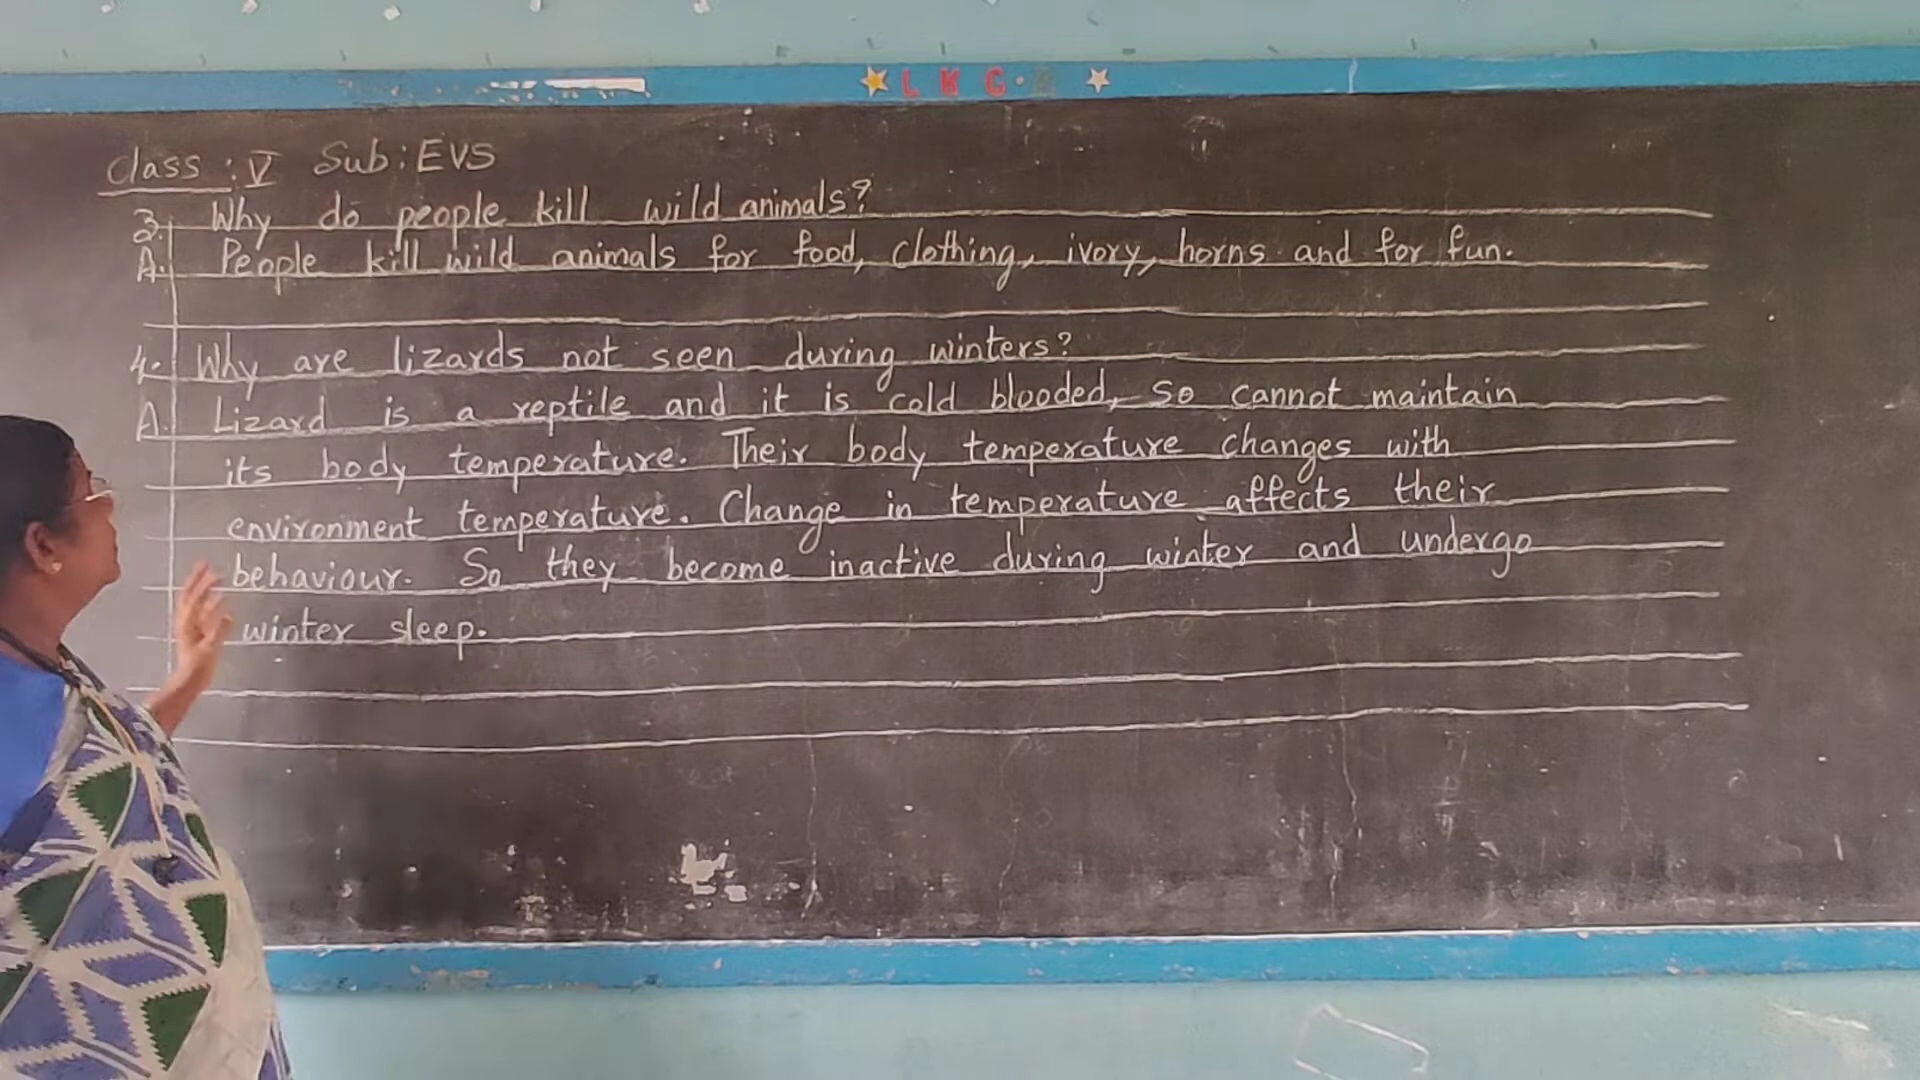 LKG.
Class : V Sub : EVS
3. Why do people kill wild animals?
A. People kill wild animals for food, clothing, ivory, horns and for fun.
4. Why are lizards not seen during winters?
A. Lizard is a reptile and it is cold blooded, so cannot maintain
its body temperature. Their body temperature changes with
environment temperature. Change in temperature affects their
behaviour. So they become inactive during winter and undergo
winter sleep.